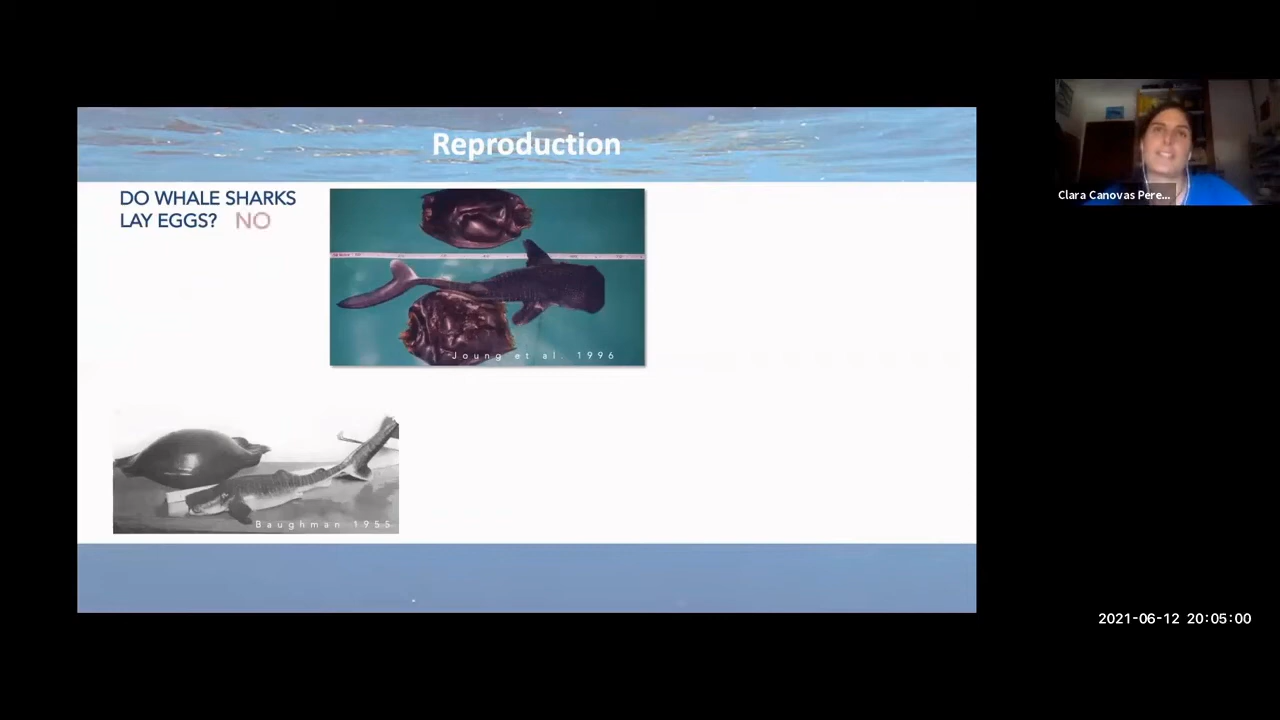 Reproduction
DO WHALE SHARKS
LAY EGGS? NO
Joung et al. 1996
Baughman 1955
Clara Canovas Pere...
2021-06-12 20:05:00